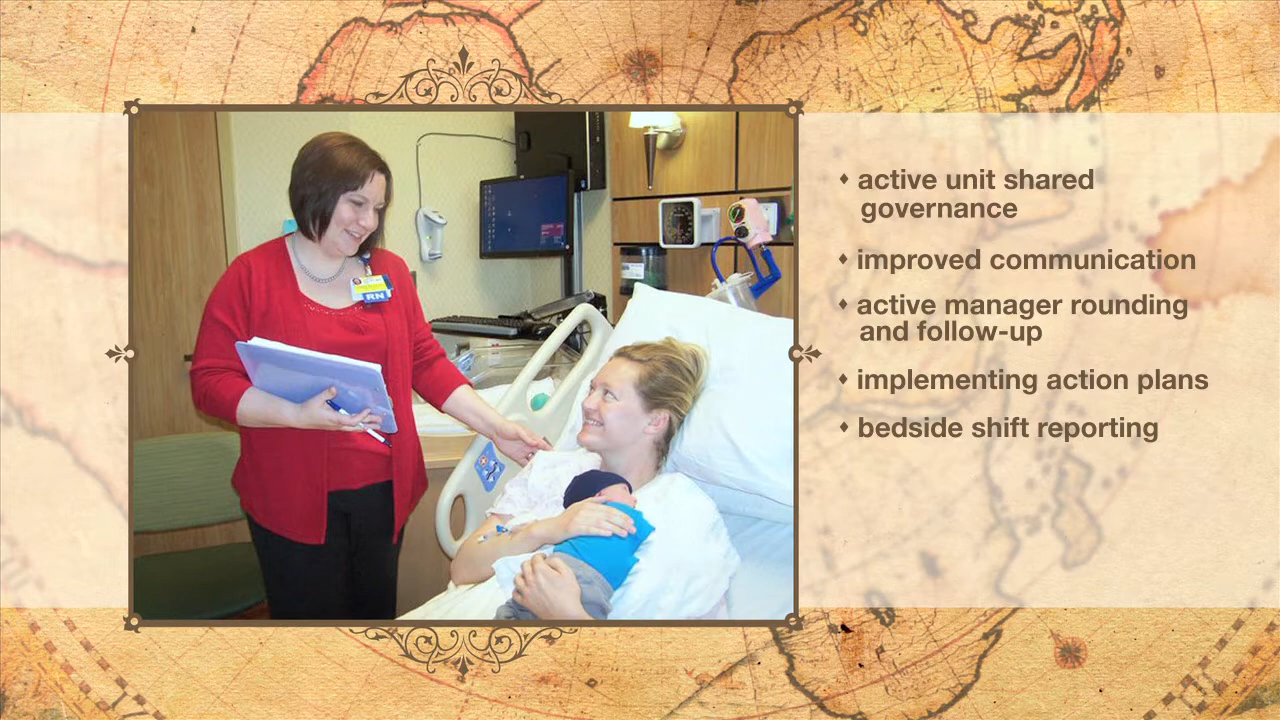 active unit shared
governance
improved communication
active manager rounding
and follow-up
implementing action plans
bedside shift reporting
RN